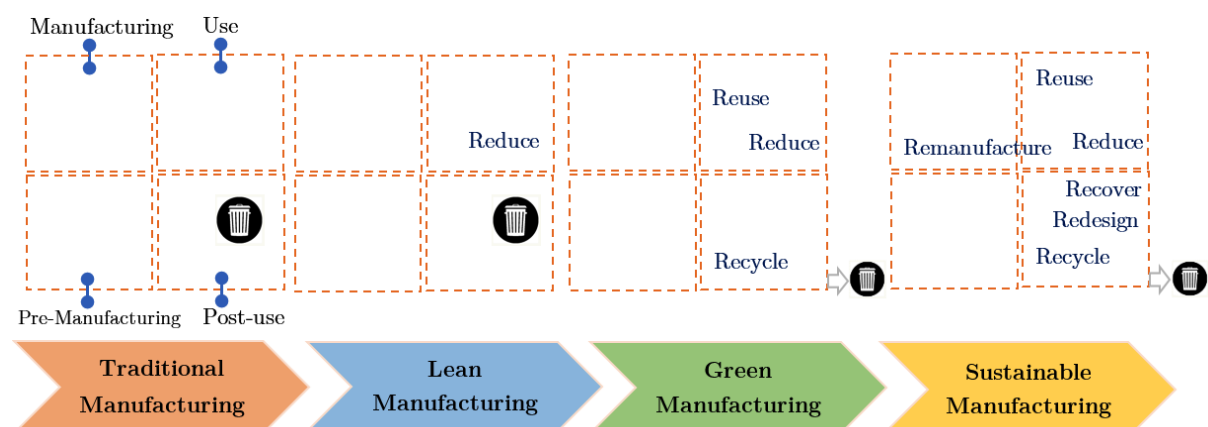 Manufacturing
Use
Reduce
Reuse
Reduce
Recycle
Reuse
Remanufacture
Reduce
Recover
Redesign
Recycle
Pre-Manufacturing
Post-use
Traditional
Manufacturing
Lean
Manufacturing
Green
Manufacturing
Sustainable
Manufacturing